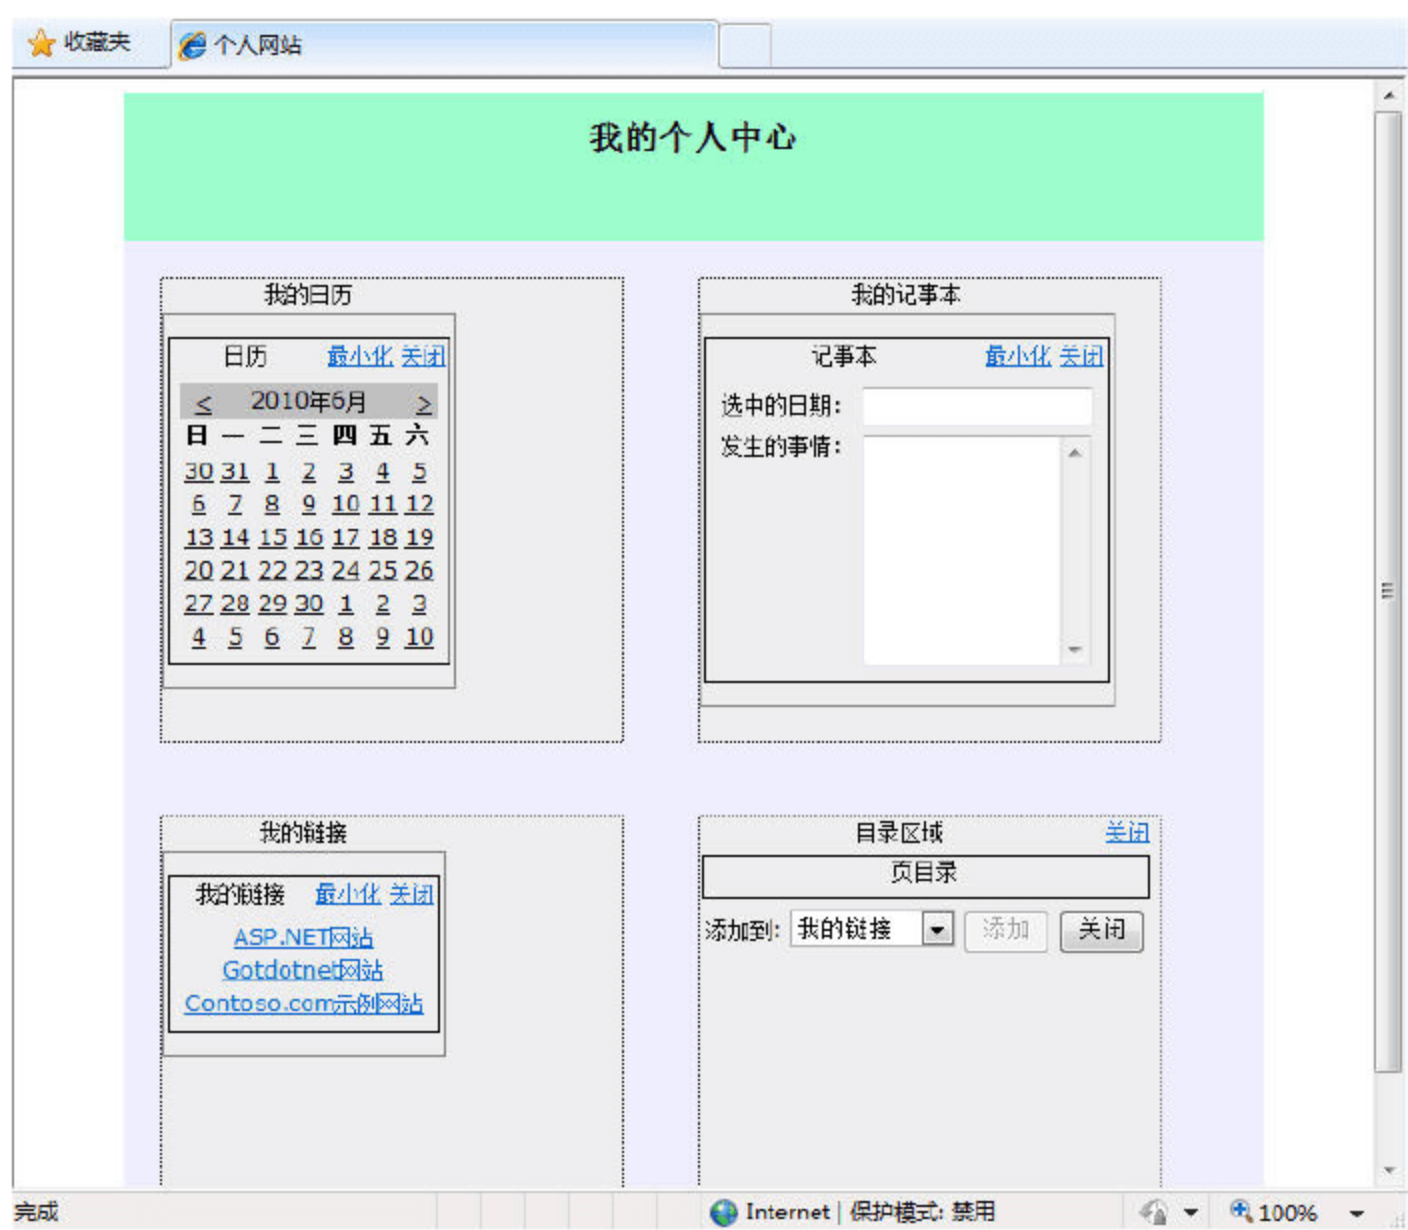 收藏夹 个人网站
我的个人中心
我的日历
日历 最小化 关闭
< 2010年6月 >
日 一 二 三 四 五 六
30 31 1 2 3 4 5
6 7 8 9 10 11 12
13 14 15 16 17 18 19
20 21 22 23 24 25 26
27 28 29 30 1 2 3
4 5 6 7 8 9 10
我的记事本
记事本 最小化 关闭
选中的日期：
发生的事情：
我的链接
我的链接 最小化 关闭
ASP.NET网站
Gotdotnet网站
Contoso.com示例网站
目录区域 关闭
页目录
添加到: 我的链接 添加 关闭
完成 Internet | 保护模式: 禁用 100%